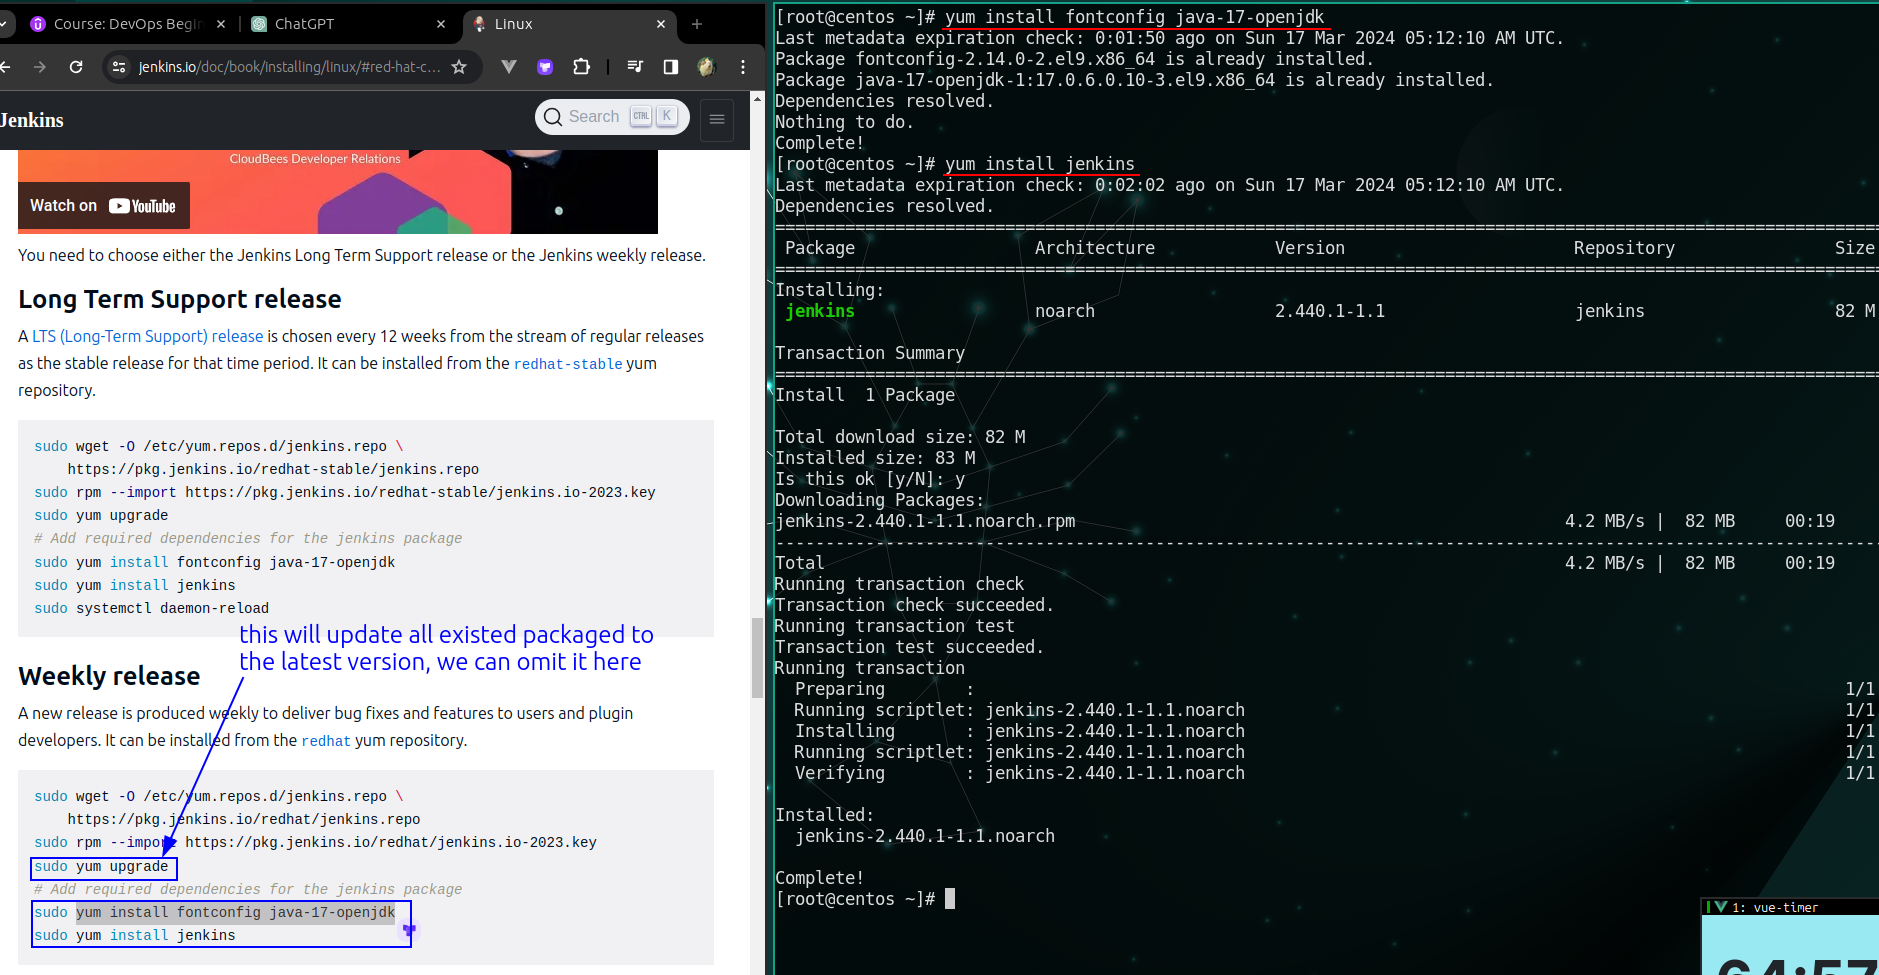 Course: DevOps Begin
ChatGPT
Linux
jenkins.io/doc/book/installing/linux/#red-hat-c...
Jenkins
Search CTRL K
CloudBees Developer Relations
Watch on YouTube
You need to choose either the Jenkins Long Term Support release or the Jenkins weekly release.
Long Term Support release
A LTS (Long-Term Support) release is chosen every 12 weeks from the stream of regular releases
as the stable release for that time period. It can be installed from the redhat-stable yum
repository.
sudo wget -O /etc/yum.repos.d/jenkins.repo \
https://pkg.jenkins.io/redhat-stable/jenkins.repo
sudo rpm --import https://pkg.jenkins.io/redhat-stable/jenkins.io-2023.key
sudo yum upgrade
# Add required dependencies for the jenkins package
sudo yum install fontconfig java-17-openjdk
sudo yum install jenkins
sudo systemctl daemon-reload
this will update all existed packaged to
the latest version, we can omit it here
Weekly release
A new release is produced weekly to deliver bug fixes and features to users and plugin
developers. It can be installed from the redhat yum repository.
sudo wget -O /etc/yum.repos.d/jenkins.repo \
https://pkg.jenkins.io/redhat/jenkins.repo
sudo rpm --import https://pkg.jenkins.io/redhat/jenkins.io-2023.key
sudo yum upgrade
# Add required dependencies for the jenkins package
sudo yum install fontconfig java-17-openjdk
sudo yum install jenkins
[root@centos ~]# yum install fontconfig java-17-openjdk
Last metadata expiration check: 0:01:50 ago on Sun 17 Mar 2024 05:12:10 AM UTC.
Package fontconfig-2.14.0-2.el9.x86_64 is already installed.
Package java-17-openjdk-1:17.0.6.0.10-3.el9.x86_64 is already installed.
Dependencies resolved.
Nothing to do.
Complete!
[root@centos ~]# yum install jenkins
Last metadata expiration check: 0:02:02 ago on Sun 17 Mar 2024 05:12:10 AM UTC.
Dependencies resolved.
Package Architecture Version Repository Size
Installing:
jenkins noarch 2.440.1-1.1 jenkins 82 M
Transaction Summary
Install 1 Package
Total download size: 82 M
Installed size: 83 M
Is this ok [y/N]: y
Downloading Packages:
jenkins-2.440.1-1.1.noarch.rpm 4.2 MB/s | 82 MB 00:19
Total 4.2 MB/s | 82 MB 00:19
Running transaction check
Transaction check succeeded.
Running transaction test
Transaction test succeeded.
Running transaction
Preparing : 1/1
Running scriptlet: jenkins-2.440.1-1.1.noarch 1/1
Installing : jenkins-2.440.1-1.1.noarch 1/1
Running scriptlet: jenkins-2.440.1-1.1.noarch 1/1
Verifying : jenkins-2.440.1-1.1.noarch 1/1
Installed:
jenkins-2.440.1-1.1.noarch
Complete!
[root@centos ~]#
1: vue-timer
64:57